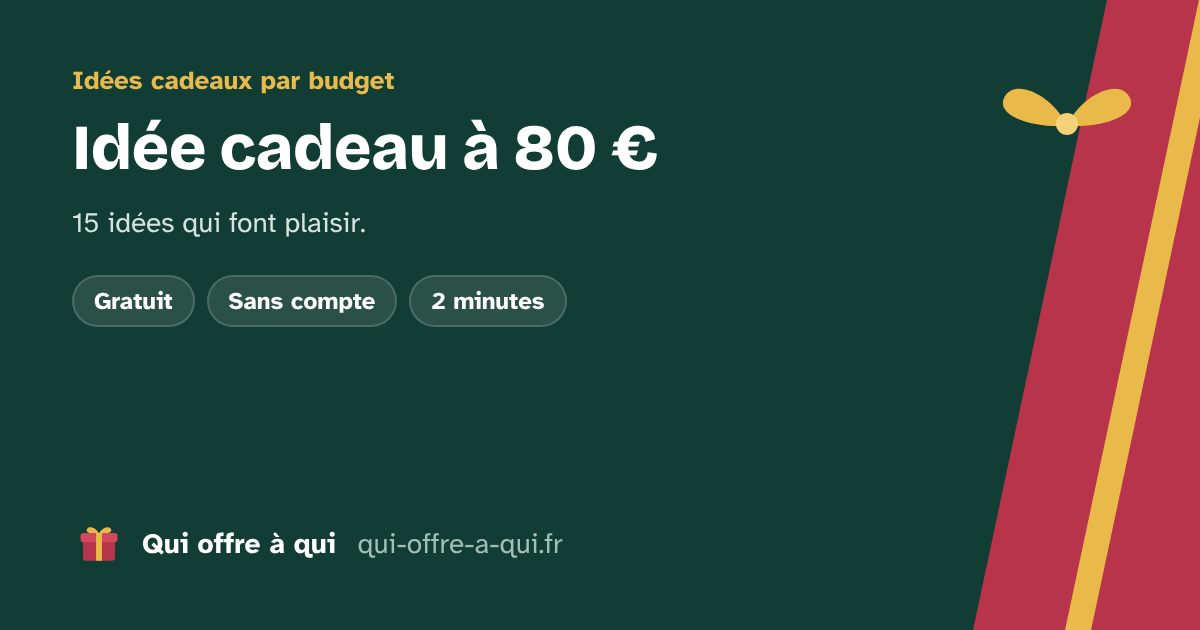 Idées cadeaux par budget
Idée cadeau à 80 €
15 idées qui font plaisir.
Gratuit Sans compte 2 minutes
Qui offre à qui qui-offre-a-qui.fr